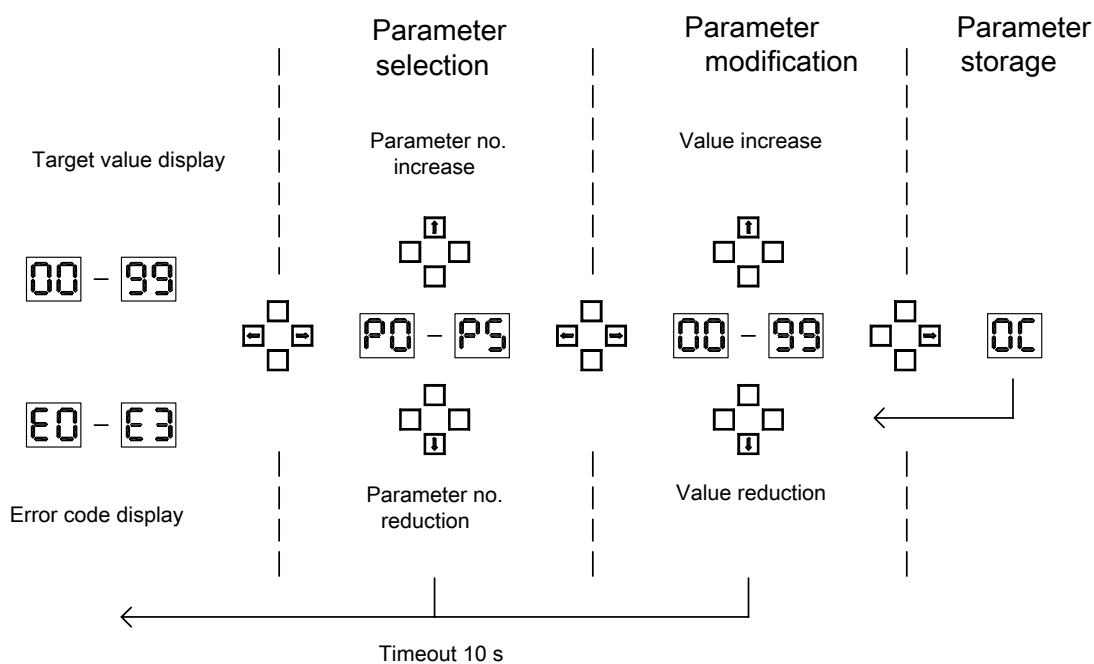 Parameter
selection
Parameter
modification
Parameter
storage
Target value display
Parameter no.
increase
Value increase
00 – 99
P0 – P5
00 – 99
0C
E0 – E3
Error code display
Parameter no.
reduction
Value reduction
Timeout 10 s